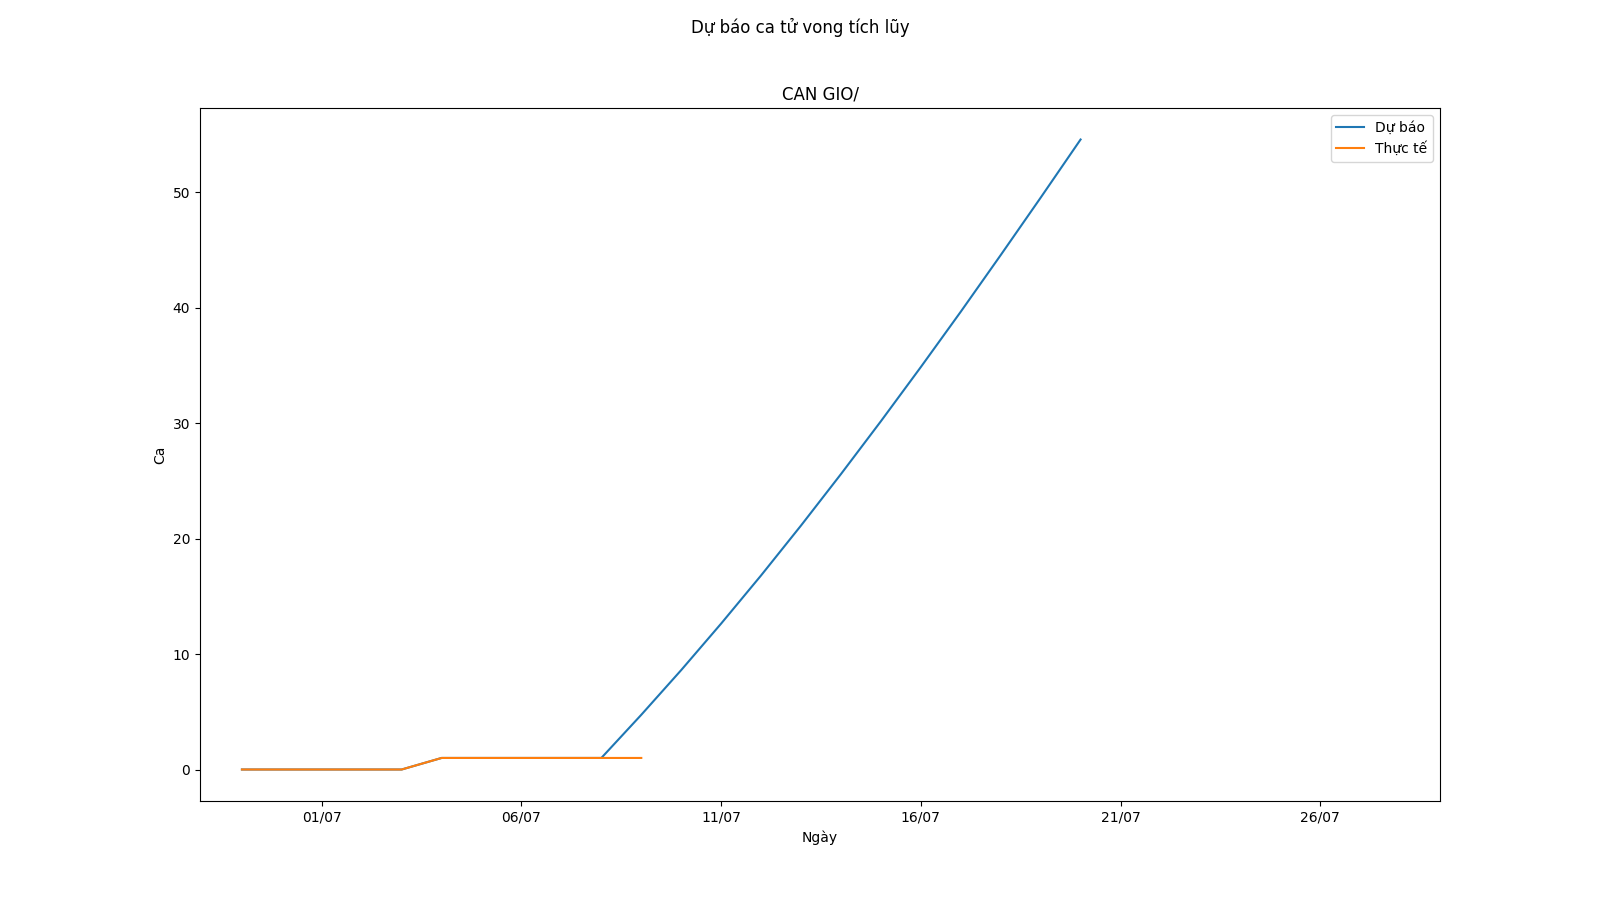 Dự báo ca tử vong tích lũy
CAN GIO/
Dự báo
Thực tế
50
40
30
20
10
0
Ca
01/07
06/07
11/07
16/07
21/07
26/07
Ngày